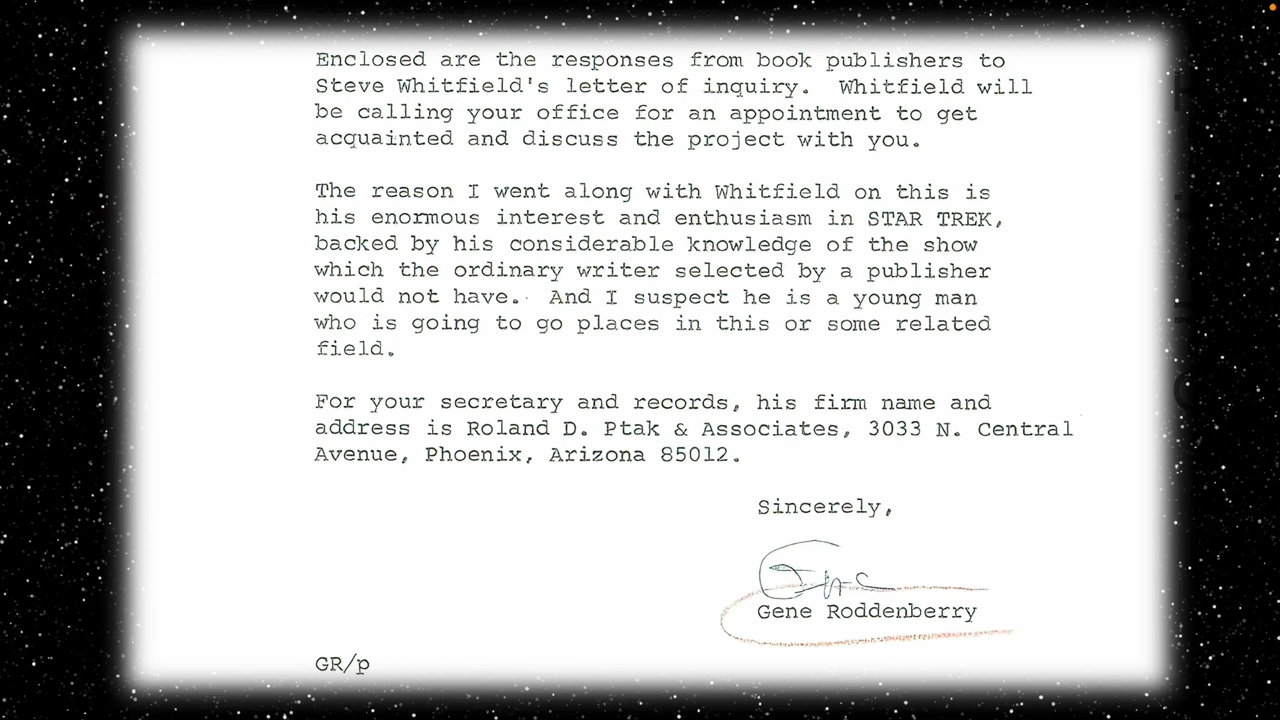 Enclosed are the responses from book publishers to
Steve Whitfield's letter of inquiry. Whitfield will
be calling your office for an appointment to get
acquainted and discuss the project with you.
The reason I went along with Whitfield on this is
his enormous interest and enthusiasm in STAR TREK,
backed by his considerable knowledge of the show
which the ordinary writer selected by a publisher
would not have. And I suspect he is a young man
who is going to go places in this or some related
field.
For your secretary and records, his firm name and
address is Roland D. Ptak & Associates, 3033 N. Central
Avenue, Phoenix, Arizona 85012.
Sincerely,
Gene
Gene Roddenberry
GR/p